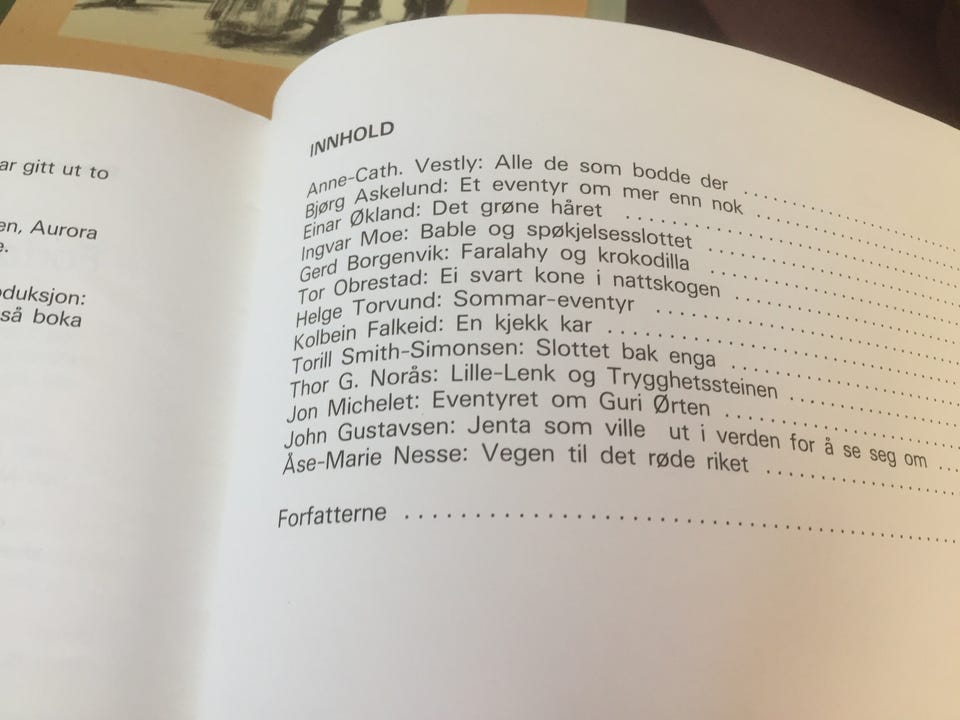 ar gitt ut to
en, Aurora
e.
oduksjon:
så boka
INNHOLD
Anne-Cath. Vestly: Alle de som bodde der ..............
Bjørg Askelund: Et eventyr om mer enn nok ..............
Einar Økland: Det grøne håret ..............
Ingvar Moe: Bable og spøkjelsesslottet
Gerd Borgenvik: Faralahy og krokodilla ..............
Tor Obrestad: Ei svart kone i nattskogen ..............
Helge Torvund: Sommar-eventyr ..............
Kolbein Falkeid: En kjekk kar ..............
Torill Smith-Simonsen: Slottet bak enga ..............
Thor G. Norås: Lille-Lenk og Trygghetssteinen ..............
Jon Michelet: Eventyret om Guri Ørten ..............
John Gustavsen: Jenta som ville ut i verden for å se seg om ...
Åse-Marie Nesse: Vegen til det røde riket ..............
Forfatterne ..............